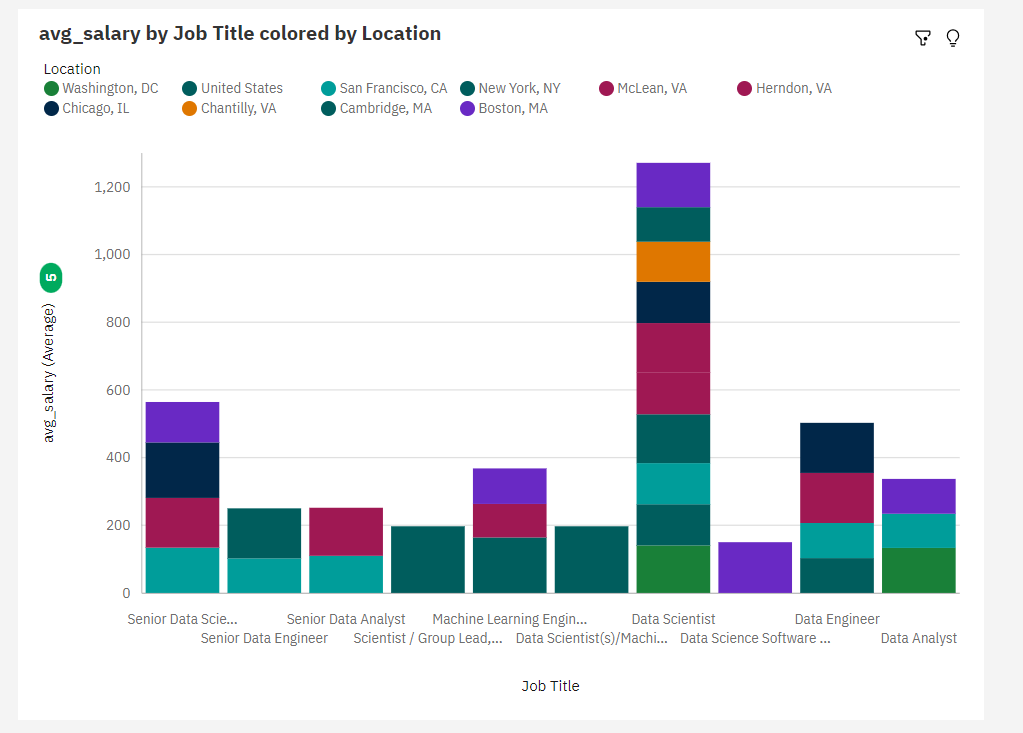 avg_salary by Job Title colored by Location
Location
Washington, DC United States San Francisco, CA New York, NY McLean, VA Herndon, VA
Chicago, IL Chantilly, VA Cambridge, MA Boston, MA
1,200
1,000
800
600
400
200
0
avg_salary (Average) 5
Senior Data Scie... Senior Data Analyst Machine Learning Engin... Data Scientist Data Engineer
Senior Data Engineer Scientist / Group Lead,... Data Scientist(s)/Machi... Data Science Software ... Data Analyst
Job Title